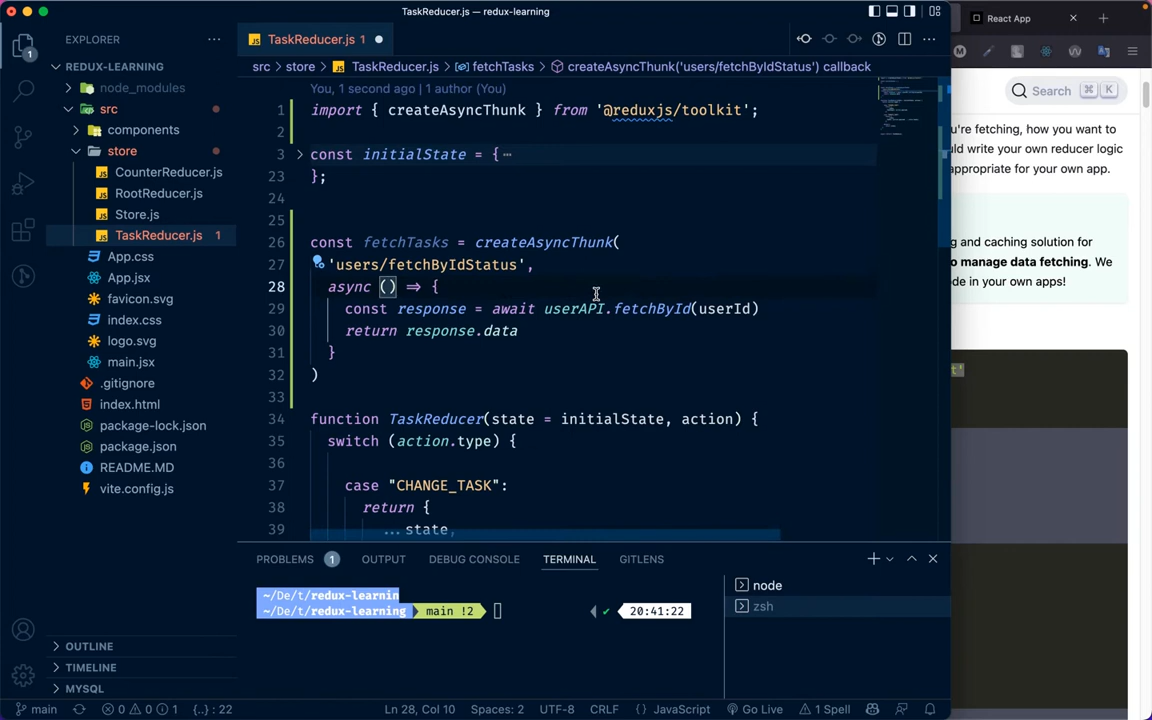 TaskReducer.js — redux-learning
React App
EXPLORER
TaskReducer.js
1
REDUX-LEARNING
src > store > TaskReducer.js > fetchTasks > createAsyncThunk('users/fetchByIdStatus') callback
node_modules
src
components
store
CounterReducer.js
RootReducer.js
Store.js
TaskReducer.js 1
App.css
App.jsx
favicon.svg
index.css
logo.svg
main.jsx
.gitignore
index.html
package-lock.json
package.json
README.MD
vite.config.js
OUTLINE
TIMELINE
MYSQL
You, 1 second ago | 1 author (You)
1 import { createAsyncThunk } from '@reduxjs/toolkit';
2
3 const initialState = { ⋯
23 };
24
25
26 const fetchTasks = createAsyncThunk(
27 'users/fetchByIdStatus',
28 async () => {
29 const response = await userAPI.fetchById(userId)
30 return response.data
31 }
32 )
33
34 function TaskReducer(state = initialState, action) {
35 switch (action.type) {
36
37 case "CHANGE_TASK":
38 return {
39 ...state,
PROBLEMS 1 OUTPUT DEBUG CONSOLE TERMINAL GITLENS
~/De/t/redux-learnin
~/De/t/redux-learning main !2 ✔ 20:41:22
node
zsh
Search ⌘ K
u're fetching, how you want
uld write your own reducer logic
appropriate for your own app.
g and caching solution for
o manage data fetching. We
de in your own apps!
t'
main 0 0 1 {..} : 22 Ln 28, Col 10 Spaces: 2 UTF-8 CRLF {} JavaScript Go Live 1 Spell